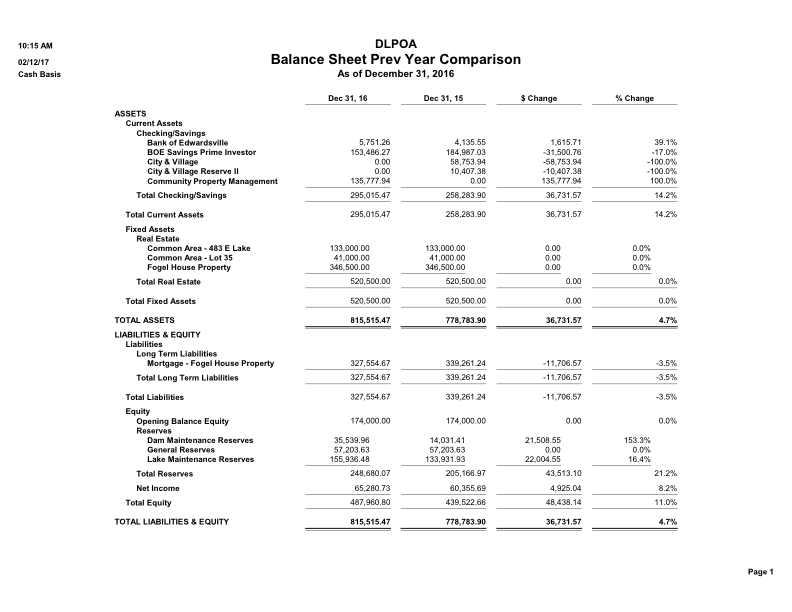 10:15 AM
02/12/17
Cash Basis
DLPOA
Balance Sheet Prev Year Comparison
As of December 31, 2016
Dec 31, 16 Dec 31, 15 $ Change % Change
ASSETS
Current Assets
Checking/Savings
Bank of Edwardsville 5,751.26 4,135.55 1,615.71 39.1%
BOE Savings Prime Investor 153,486.27 184,987.03 -31,500.76 -17.0%
City & Village 0.00 58,753.94 -58,753.94 -100.0%
City & Village Reserve II 0.00 10,407.38 -10,407.38 -100.0%
Community Property Management 135,777.94 0.00 135,777.94 100.0%
Total Checking/Savings 295,015.47 258,283.90 36,731.57 14.2%
Total Current Assets 295,015.47 258,283.90 36,731.57 14.2%
Fixed Assets
Real Estate
Common Area - 483 E Lake 133,000.00 133,000.00 0.00 0.0%
Common Area - Lot 35 41,000.00 41,000.00 0.00 0.0%
Fogel House Property 346,500.00 346,500.00 0.00 0.0%
Total Real Estate 520,500.00 520,500.00 0.00 0.0%
Total Fixed Assets 520,500.00 520,500.00 0.00 0.0%
TOTAL ASSETS 815,515.47 778,783.90 36,731.57 4.7%
LIABILITIES & EQUITY
Liabilities
Long Term Liabilities
Mortgage - Fogel House Property 327,554.67 339,261.24 -11,706.57 -3.5%
Total Long Term Liabilities 327,554.67 339,261.24 -11,706.57 -3.5%
Total Liabilities 327,554.67 339,261.24 -11,706.57 -3.5%
Equity
Opening Balance Equity 174,000.00 174,000.00 0.00 0.0%
Reserves
Dam Maintenance Reserves 35,539.96 14,031.41 21,508.55 153.3%
General Reserves 57,203.63 57,203.63 0.00 0.0%
Lake Maintenance Reserves 155,936.48 133,931.93 22,004.55 16.4%
Total Reserves 248,680.07 205,166.97 43,513.10 21.2%
Net Income 65,280.73 60,355.69 4,925.04 8.2%
Total Equity 487,960.80 439,522.66 48,438.14 11.0%
TOTAL LIABILITIES & EQUITY 815,515.47 778,783.90 36,731.57 4.7%
Page 1